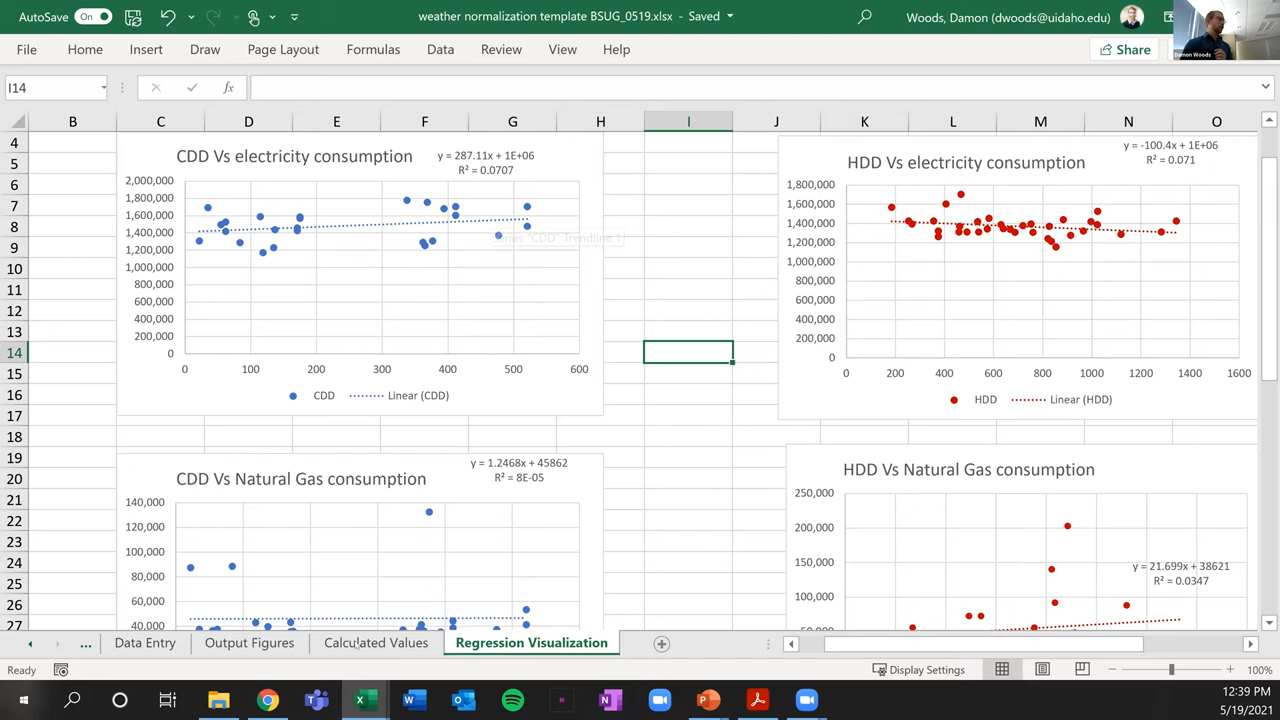 AutoSave On
weather normalization template BSUG_0519.xlsx - Saved
Woods, Damon (dwoods@uidaho.edu)
Damon Woods
File Home Insert Draw Page Layout Formulas Data Review View Help
Share
I14
fx
B C D E F G H I J K L M N O
4
5
6
7
8
9
10
11
12
13
14
15
16
17
18
19
20
21
22
23
24
25
26
27
CDD Vs electricity consumption
y = 287.11x + 1E+06
R² = 0.0707
2,000,000
1,800,000
1,600,000
1,400,000
1,200,000
1,000,000
800,000
600,000
400,000
200,000
0
0 100 200 300 400 500 600
Series "CDD" Trendline 1
CDD Linear (CDD)
HDD Vs electricity consumption
y = -100.4x + 1E+06
R² = 0.071
1,800,000
1,600,000
1,400,000
1,200,000
1,000,000
800,000
600,000
400,000
200,000
0
0 200 400 600 800 1000 1200 1400 1600
HDD Linear (HDD)
CDD Vs Natural Gas consumption
y = 1.2468x + 45862
R² = 8E-05
140,000
120,000
100,000
80,000
60,000
40,000
HDD Vs Natural Gas consumption
250,000
200,000
150,000
100,000
y = 21.699x + 38621
R² = 0.0347
... Data Entry Output Figures Calculated Values Regression Visualization
Ready
Display Settings
100%
12:39 PM
5/19/2021